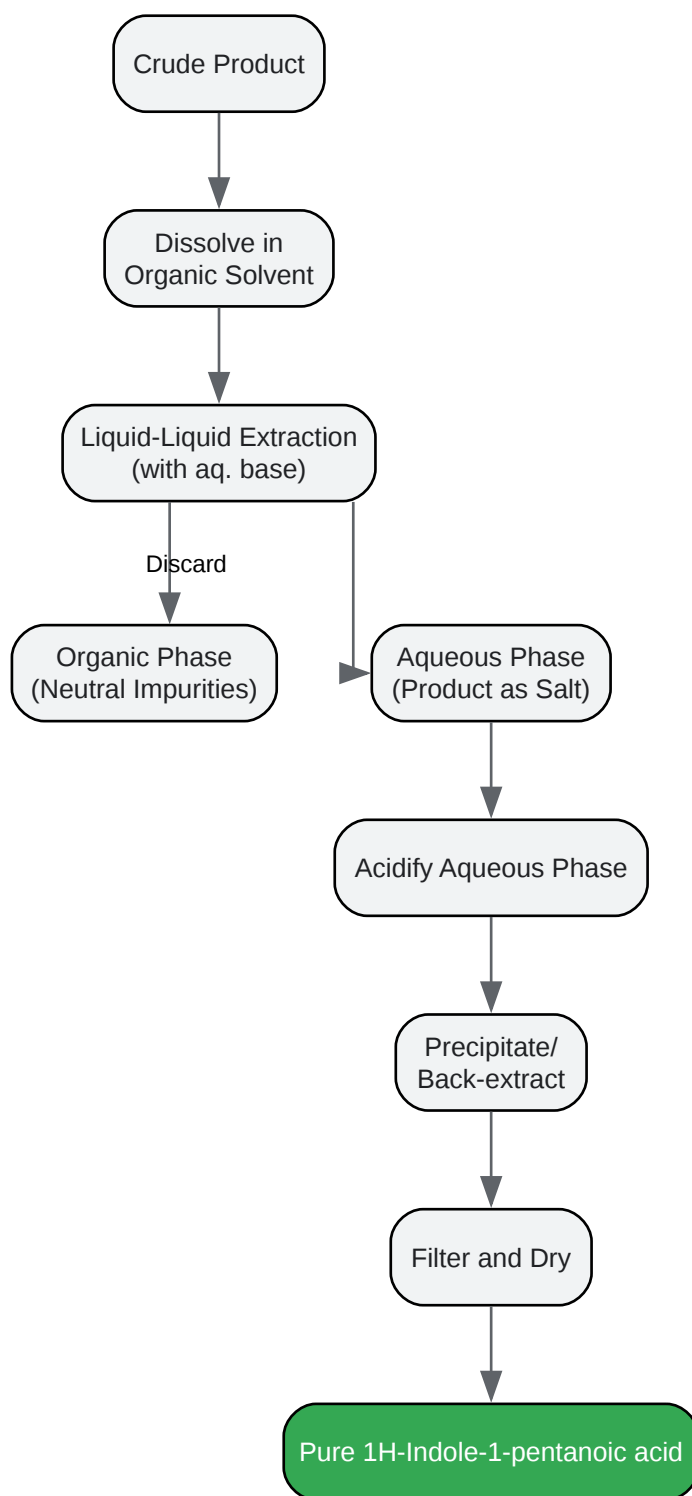 Crude Product
Dissolve in
Organic Solvent
Liquid-Liquid Extraction
(with aq. base)
Discard
Organic Phase
(Neutral Impurities)
Aqueous Phase
(Product as Salt)
Acidify Aqueous Phase
Precipitate/
Back-extract
Filter and Dry
Pure 1H-Indole-1-pentanoic acid